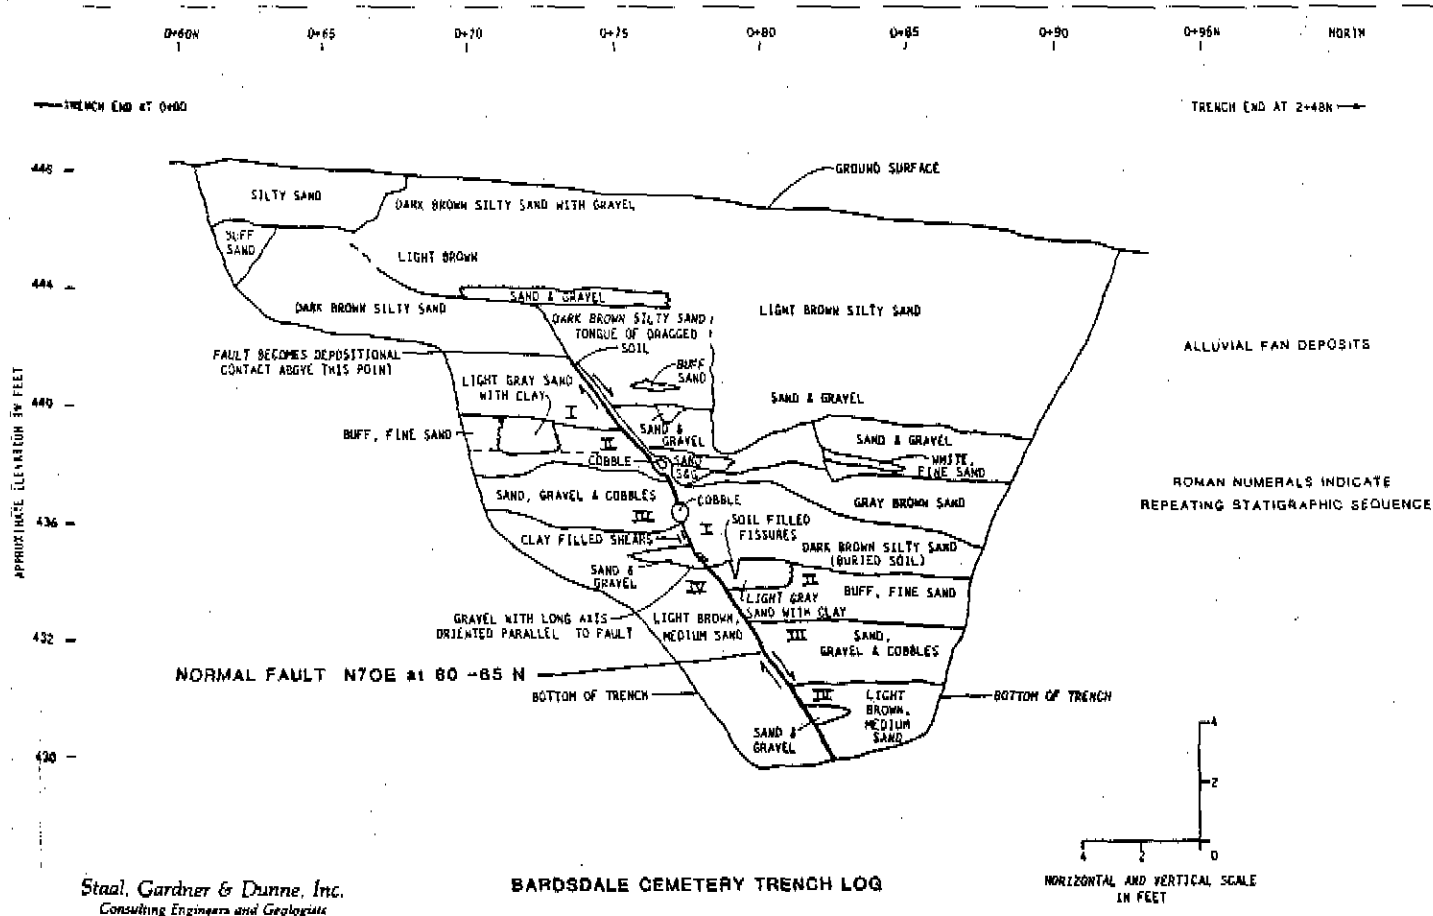 0+60N 0+65 0+70 0+75 0+80 0+85 0+90 0+95N NORTH
TRENCH END AT 0+00
TRENCH END AT 2+48N
448
GROUND SURFACE
SILTY SAND
DARK BROWN SILTY SAND WITH GRAVEL
BUFF
SAND
LIGHT BROWN
444
SAND & GRAVEL
DARK BROWN SILTY SAND
LIGHT BROWN SILTY SAND
DARK BROWN SILTY SAND
TONGUE OF DRAGGED
SOIL
ALLUVIAL FAN DEPOSITS
FAULT BECOMES DEPOSITIONAL
CONTACT ABOVE THIS POINT
BUFF
SAND
LIGHT GRAY SAND
WITH CLAY
I
440
SAND & GRAVEL
BUFF, FINE SAND
II
SAND
&
GRAVEL
SAND & GRAVEL
COBBLE
SAND
S&G
WHITE,
FINE SAND
APPROXIMATE ELEVATION IN FEET
SAND, GRAVEL & COBBLES
COBBLE
GRAY BROWN SAND
ROMAN NUMERALS INDICATE
REPEATING STATIGRAPHIC SEQUENCE
436
III
I
SOIL FILLED
FISSURES
CLAY FILLED SHEARS
DARK BROWN SILTY SAND
(BURIED SOIL)
SAND &
GRAVEL
IV
II
BUFF, FINE SAND
LIGHT GRAY
SAND WITH CLAY
GRAVEL WITH LONG AXIS
ORIENTED PARALLEL TO FAULT
LIGHT BROWN,
MEDIUM SAND
432
III
SAND,
GRAVEL & COBBLES
NORMAL FAULT N70E at 60 -65 N
BOTTOM OF TRENCH
IV
LIGHT
BROWN,
MEDIUM
SAND
BOTTOM OF TRENCH
SAND &
GRAVEL
430
4
2
0
4 2
HORIZONTAL AND VERTICAL SCALE
IN FEET
BARDSDALE CEMETERY TRENCH LOG
Staal, Gardner & Dunne, Inc.
Consulting Engineers and Geologists